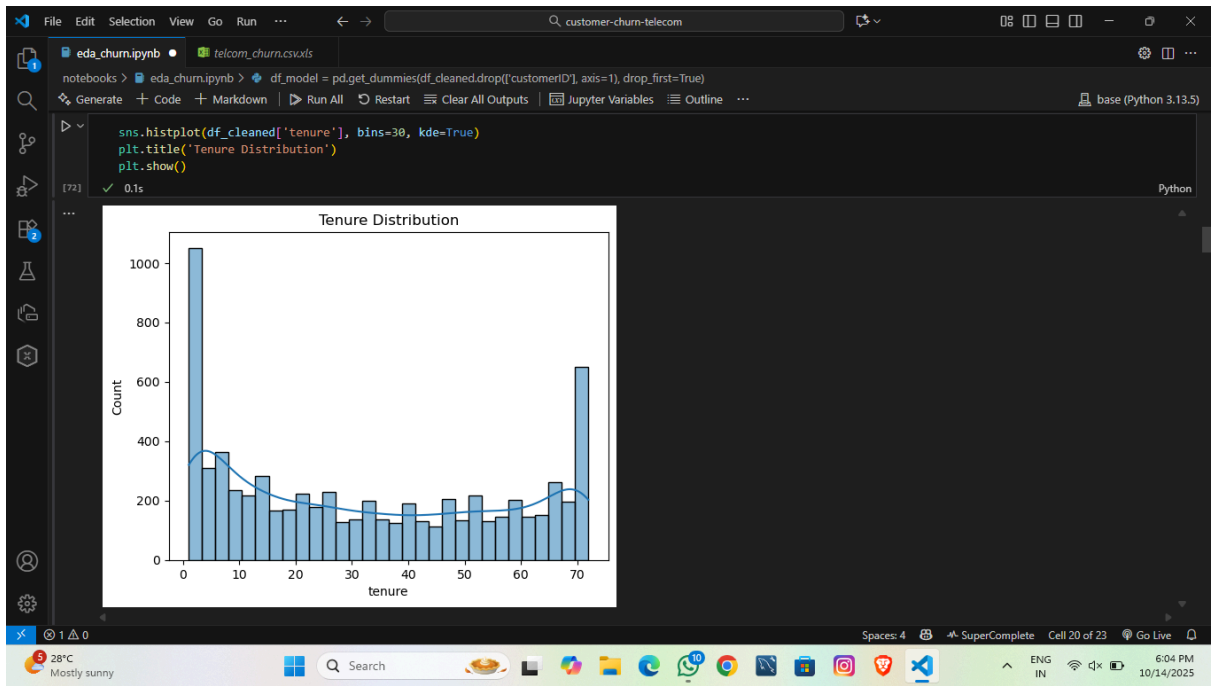 File Edit Selection View Go Run ··· ← → customer-churn-telecom
eda_churn.ipynb ● telcom_churn.csv.xls
notebooks > eda_churn.ipynb > df_model = pd.get_dummies(df_cleaned.drop(['customerID'], axis=1), drop_first=True)
Generate + Code + Markdown | Run All Restart Clear All Outputs | Jupyter Variables Outline ··· base (Python 3.13.5)
sns.histplot(df_cleaned['tenure'], bins=30, kde=True)
plt.title('Tenure Distribution')
plt.show()
[72] ✓ 0.1s Python
···
Tenure Distribution
1000
800
600
400
200
0
Count
0 10 20 30 40 50 60 70
tenure
1
2
1 0 Spaces: 4 SuperComplete Cell 20 of 23 Go Live
5 28°C
Mostly sunny
Search
10
ENG
IN
6:04 PM
10/14/2025